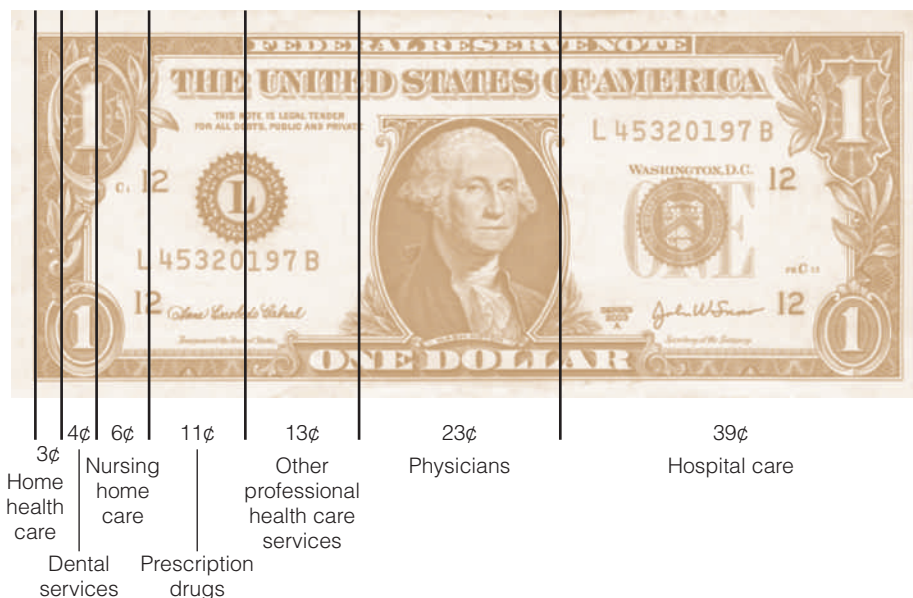 FEDERAL RESERVE NOTE
THE UNITED STATES OF AMERICA
THIS NOTE IS LEGAL TENDER
FOR ALL DEBTS, PUBLIC AND PRIVATE
L 45320197 B
WASHINGTON, D.C.
1
1
12
12
L
ONE
L 45320197 B
12
12
1
1
ONE DOLLAR
3¢
4¢
6¢
11¢
13¢
23¢
39¢
Home
health
care
Dental
services
Nursing
home
care
Prescription
drugs
Other
professional
health care
services
Physicians
Hospital care